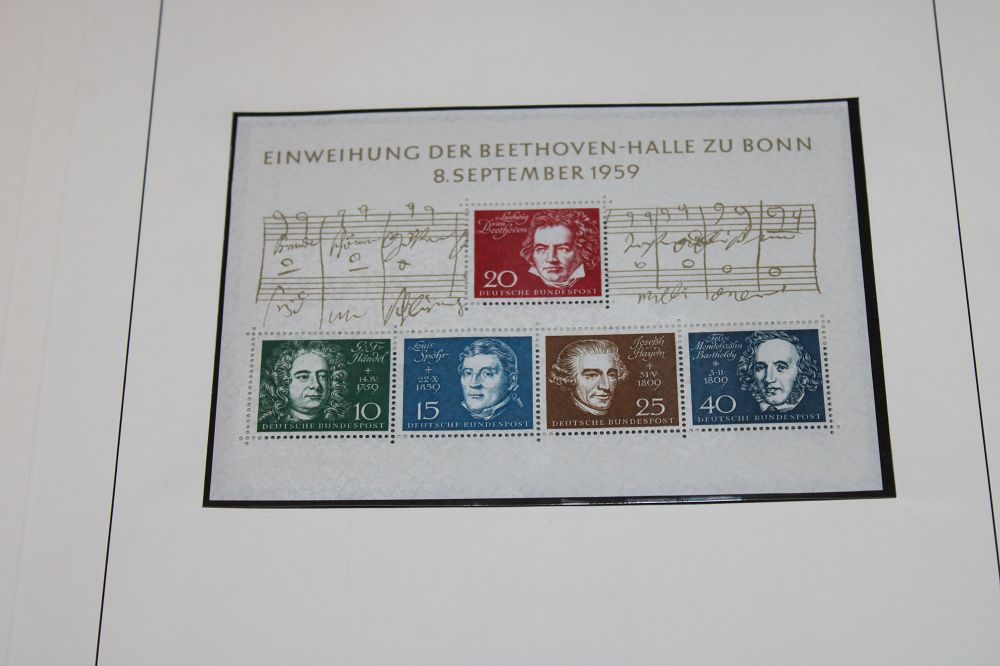 EINWEIHUNG DER BEETHOVEN-HALLE ZU BONN
8. SEPTEMBER 1959
Ludwig
van Beethoven
20
DEUTSCHE BUNDESPOST
G. Fr.
Händel
+
14.IV.
1759
10
DEUTSCHE BUNDESPOST
Louis
Spohr
+
22.X.
1859
15
DEUTSCHE BUNDESPOST
Joseph
Haydn
+
31.V.
1809
25
DEUTSCHE BUNDESPOST
Felix
Mendelssohn
Bartholdy
*
3.II.
1809
40
DEUTSCHE BUNDESPOST